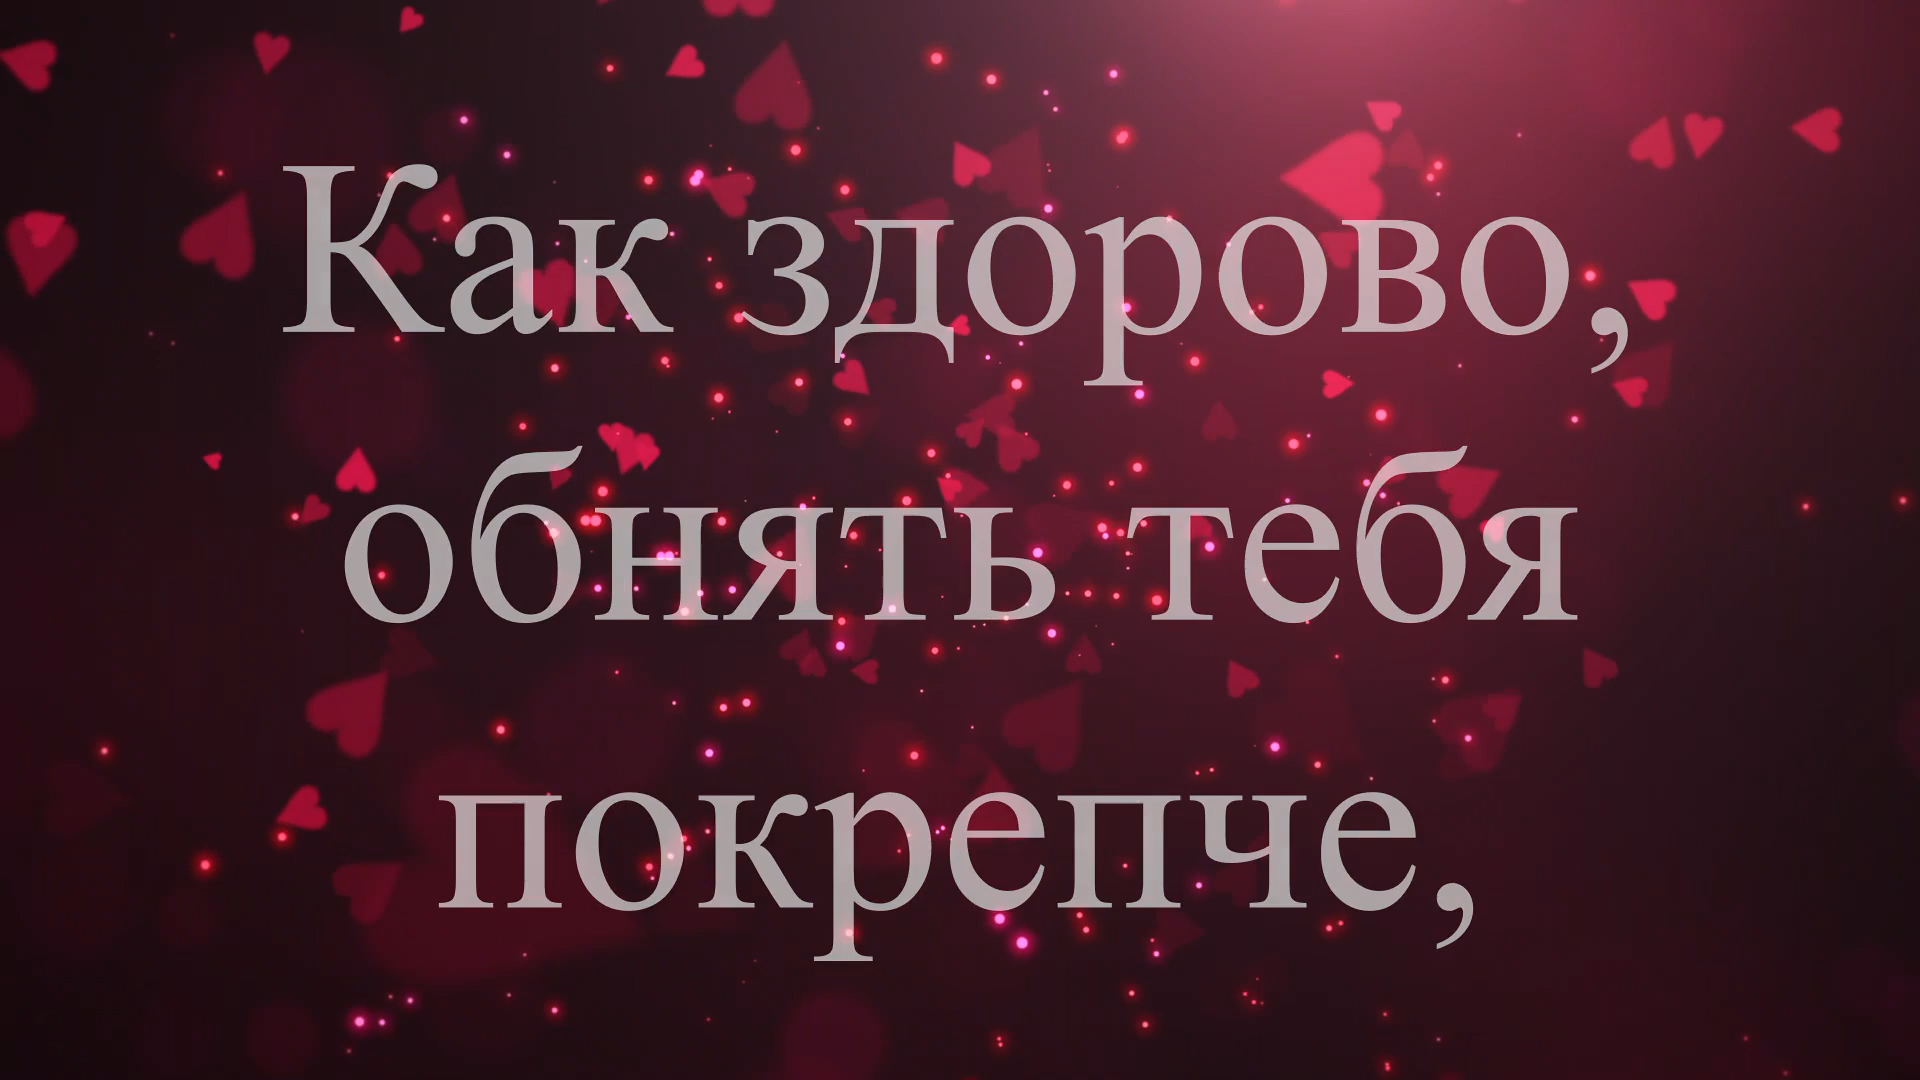 Как здорово,
обнять тебя
покрепче,